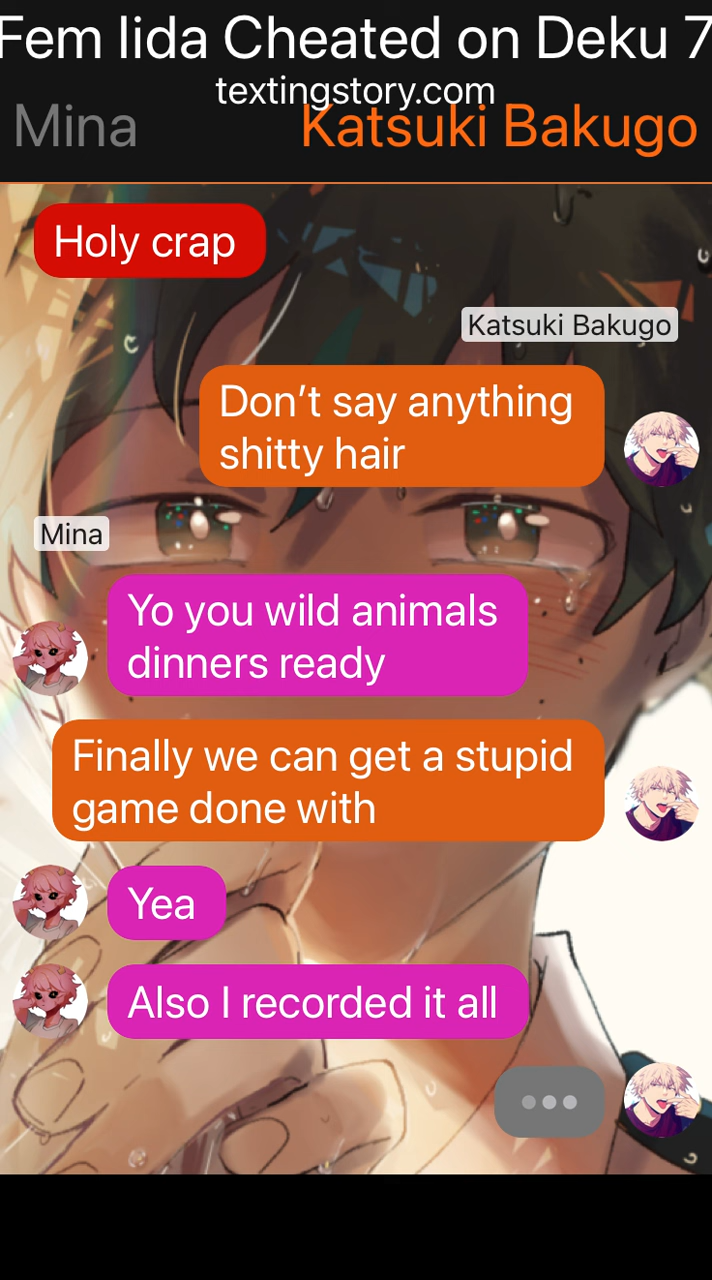 Fem Iida Cheated on Deku 7
textingstory.com
Mina
Katsuki Bakugo
Holy crap
Katsuki Bakugo
Don’t say anything
shitty hair
Mina
Yo you wild animals
dinners ready
Finally we can get a stupid
game done with
Yea
Also I recorded it all